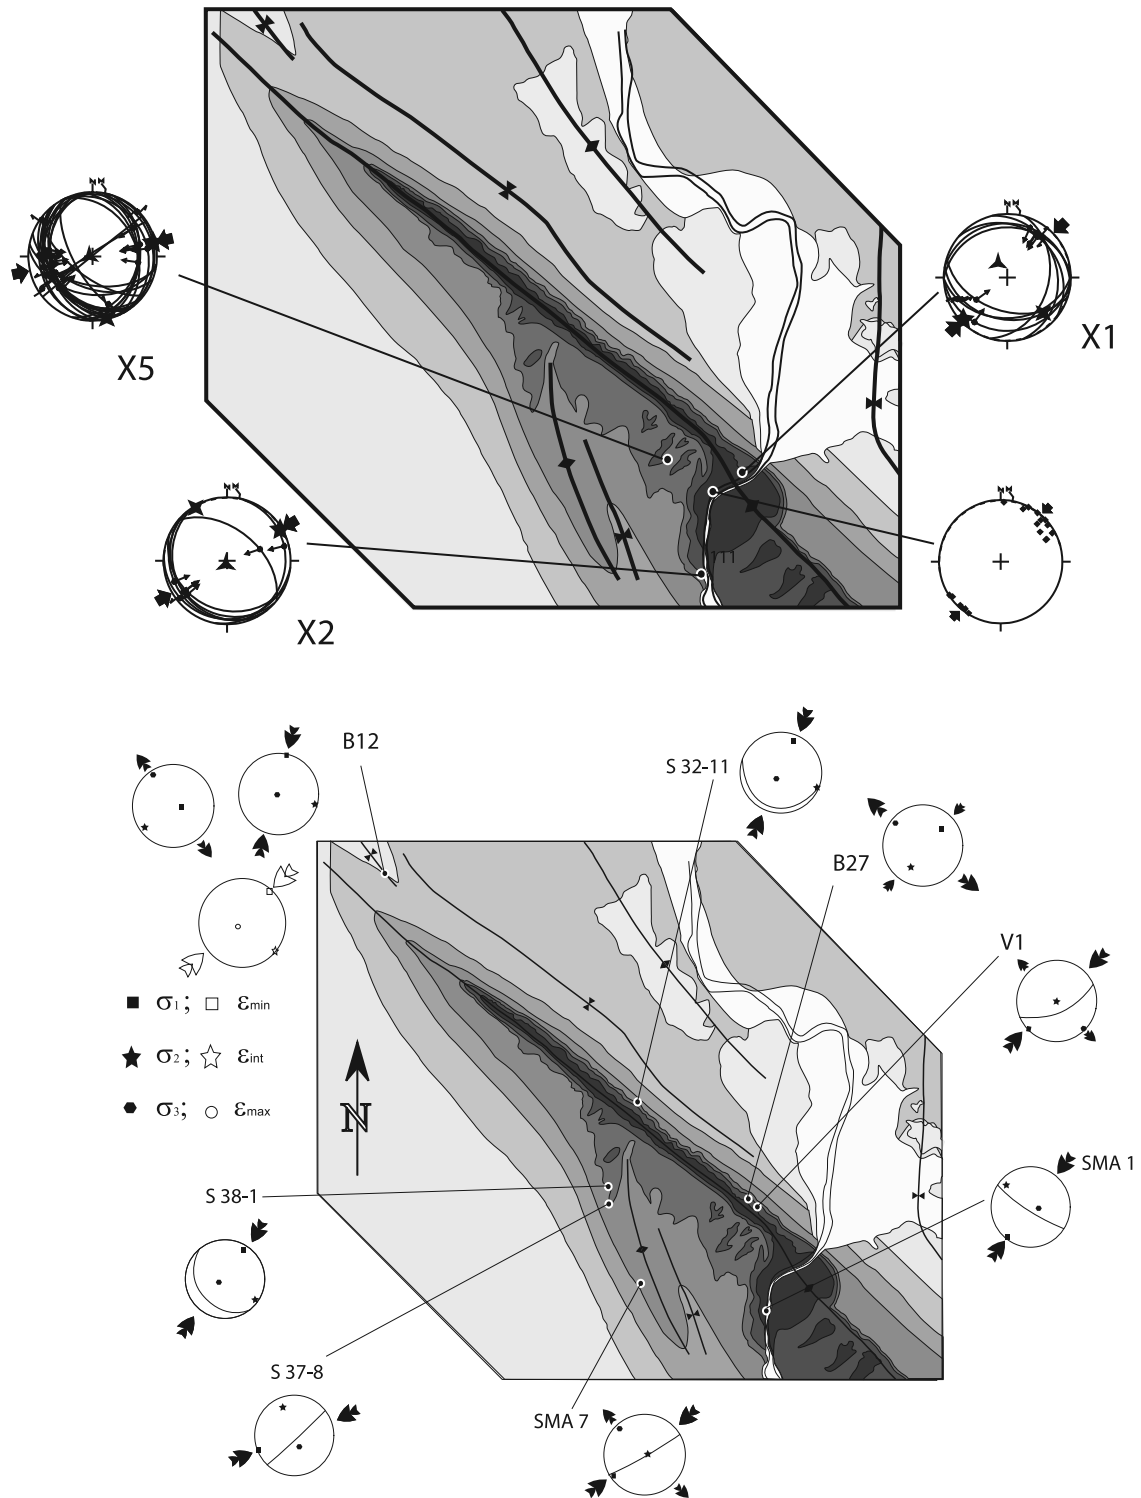 X5
X1
X2
B12
S 32-11
B27
V1
σ1; εmin
σ2; εint
σ3; εmax
N
SMA 1
S 38-1
S 37-8
SMA 7